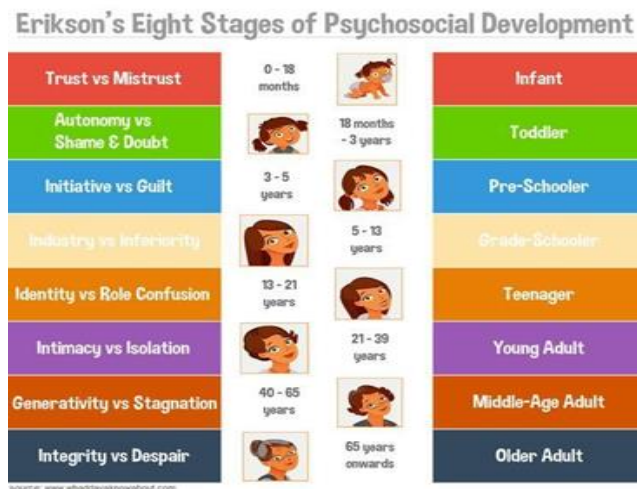 Erikson's Eight Stages of Psychosocial Development
Trust vs Mistrust
0 - 18
months
Infant
Autonomy vs
Shame & Doubt
18 months
- 3 years
Toddler
Initiative vs Guilt
3 - 5
years
Pre-Schooler
Industry vs Inferiority
5 - 13
years
Grade-Schooler
Identity vs Role Confusion
13 - 21
years
Teenager
Intimacy vs Isolation
21 - 39
years
Young Adult
Generativity vs Stagnation
40 - 65
years
Middle-Age Adult
Integrity vs Despair
65 years
onwards
Older Adult